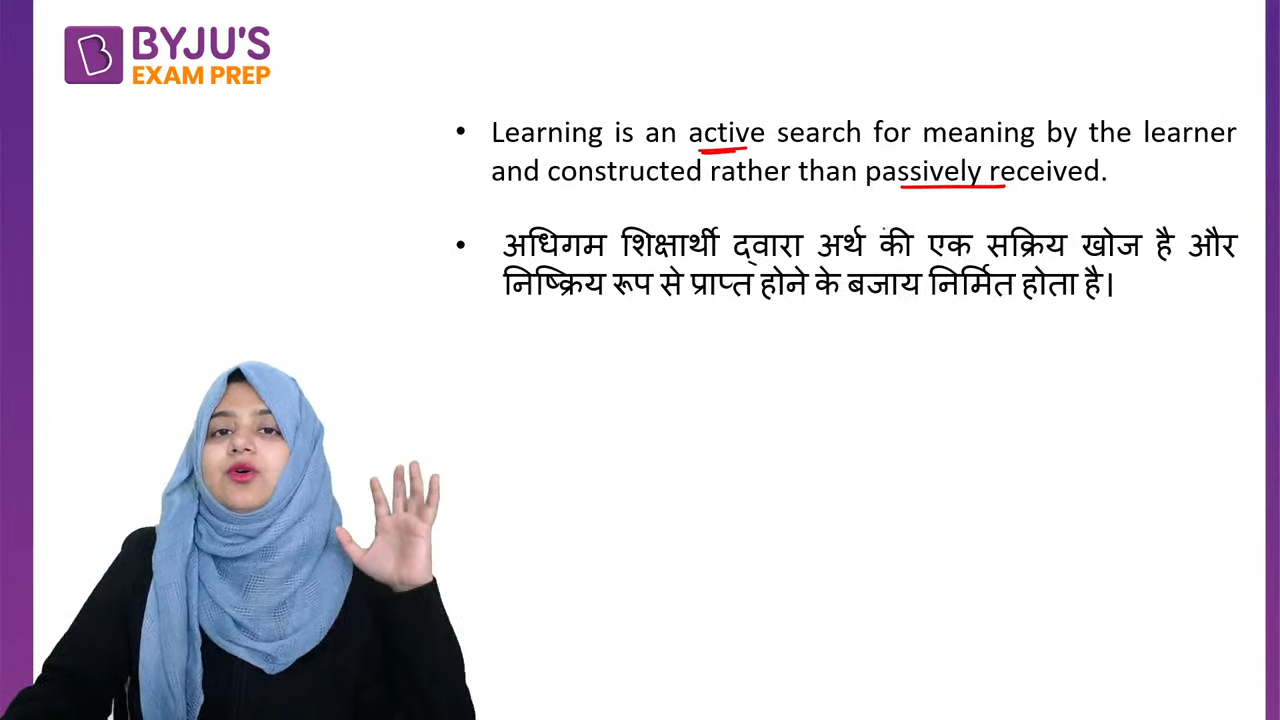 BYJU'S
EXAM PREP
• Learning is an active search for meaning by the learner
and constructed rather than passively received.
• अधिगम शिक्षार्थी द्वारा अर्थ की एक सक्रिय खोज है और
निष्क्रिय रूप से प्राप्त होने के बजाय निर्मित होता है।